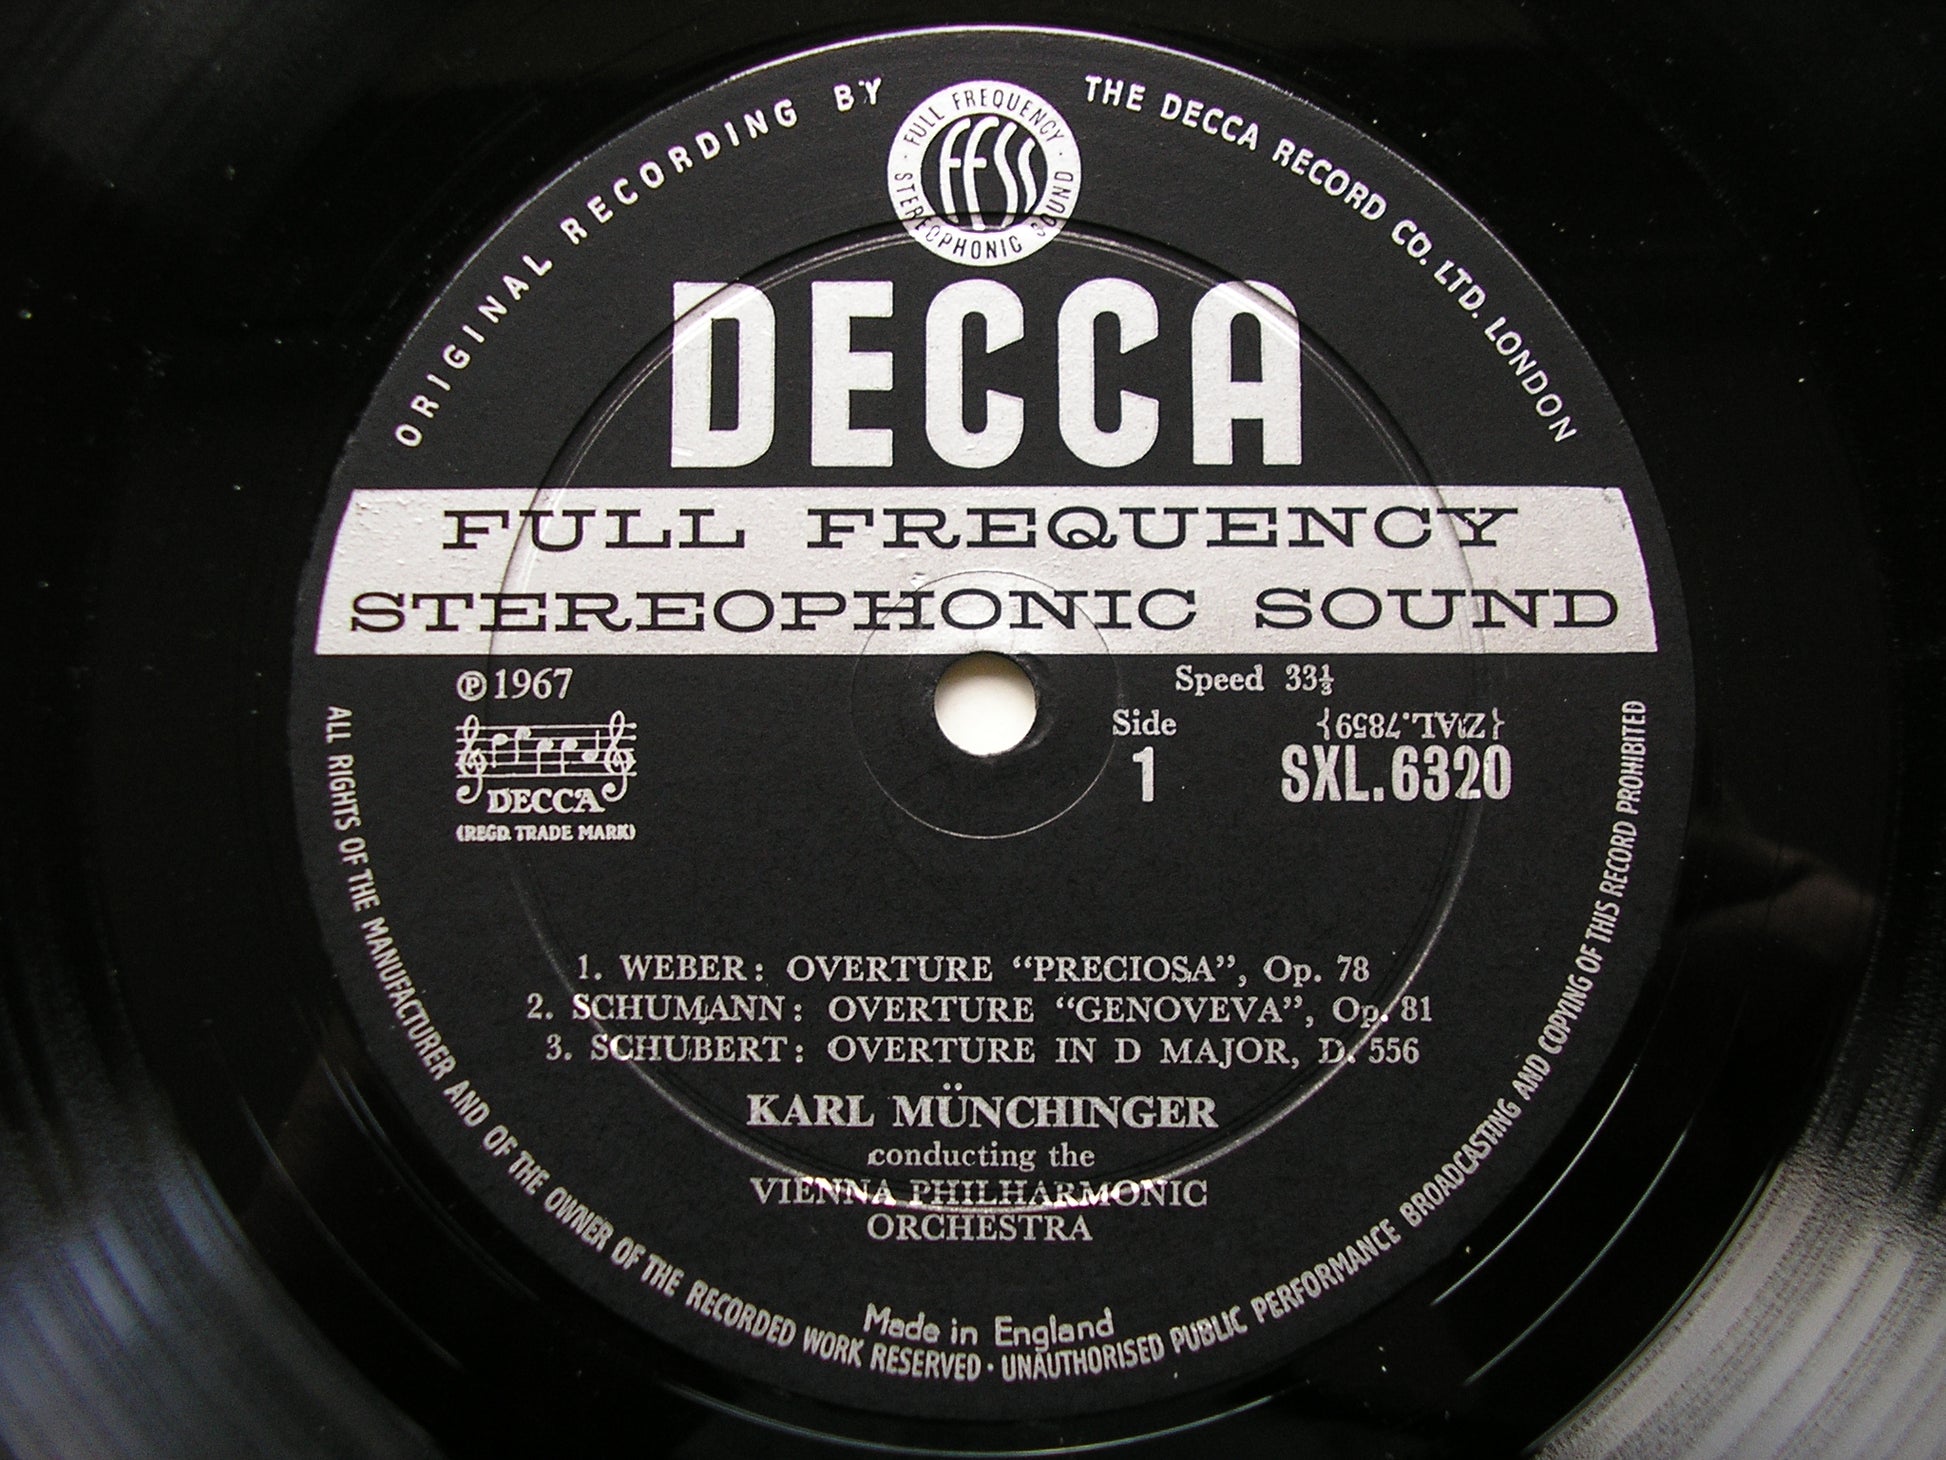 ORIGINAL RECORDING BY
THE DECCA RECORD CO. LTD. LONDON
FULL FREQUENCY
FFSS
STEREOPHONIC SOUND
DECCA
FULL FREQUENCY
STEREOPHONIC SOUND
℗1967
Speed 33⅓
Side
1
{ZAL.7859}
SXL.6320
DECCA
(REGD. TRADE MARK)
1. WEBER: OVERTURE “PRECIOSA”, Op. 78
2. SCHUMANN: OVERTURE “GENOVEVA”, Op. 81
3. SCHUBERT: OVERTURE IN D MAJOR, D. 556
KARL MÜNCHINGER
conducting the
VIENNA PHILHARMONIC
ORCHESTRA
Made in England
ALL RIGHTS OF THE MANUFACTURER AND OF THE OWNER OF THE RECORDED WORK RESERVED · UNAUTHORISED PUBLIC PERFORMANCE BROADCASTING AND COPYING OF THIS RECORD PROHIBITED